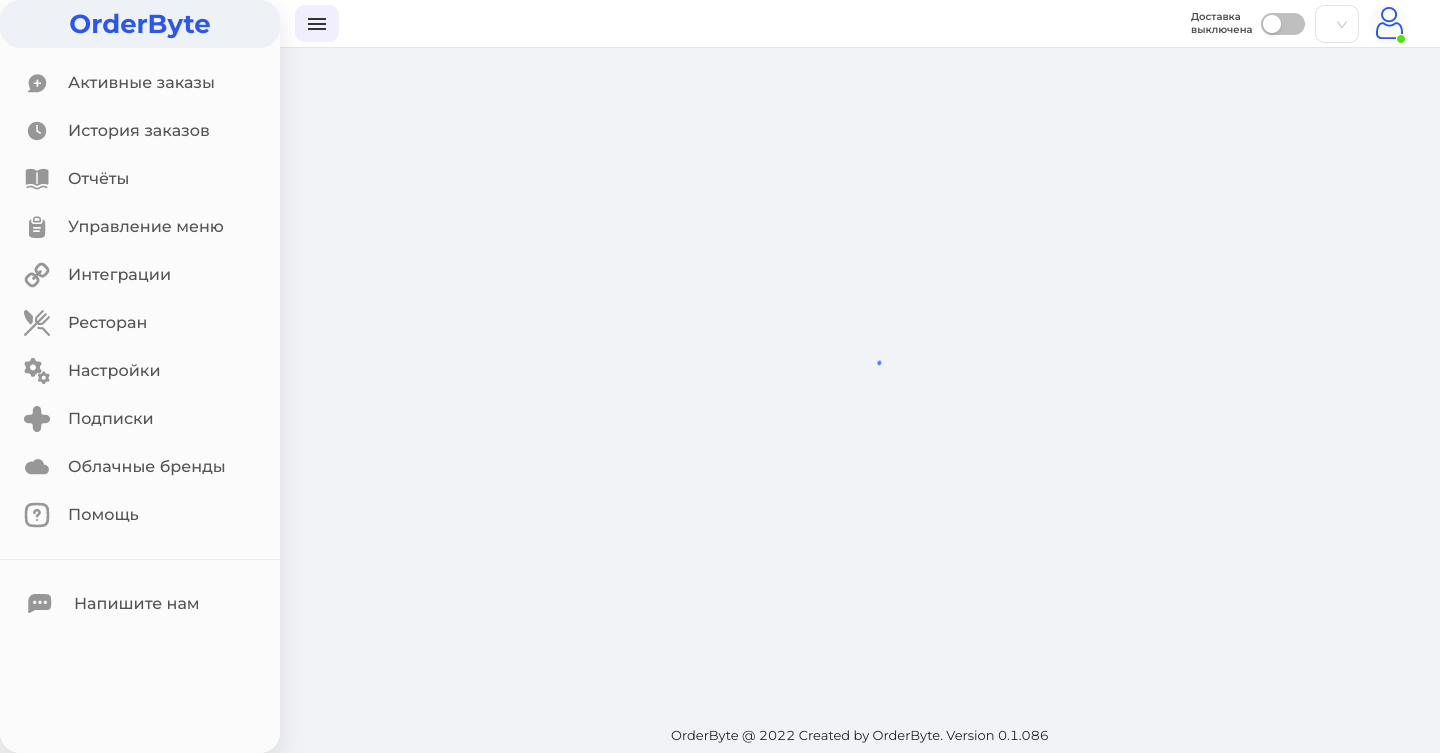 OrderByte
Доставка
выключена
Активные заказы
История заказов
Отчёты
Управление меню
Интеграции
Ресторан
Настройки
Подписки
Облачные бренды
Помощь
Напишите нам
OrderByte @ 2022 Created by OrderByte. Version 0.1.086